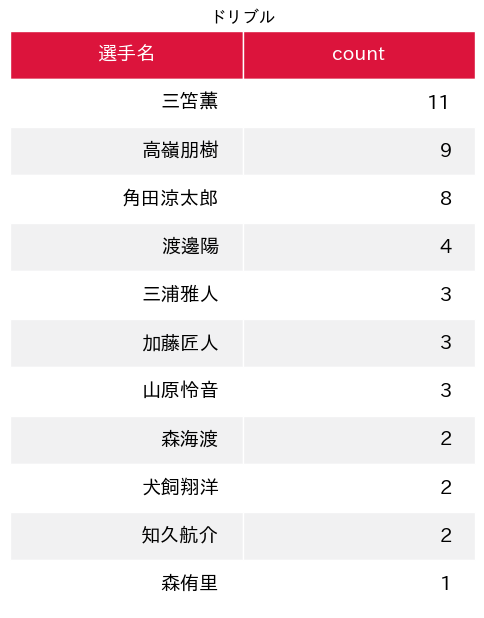 ドリブル
選手名 count
三笘薫 11
高嶺朋樹 9
角田涼太郎 8
渡邊陽 4
三浦雅人 3
加藤匠人 3
山原怜音 3
森海渡 2
犬飼翔洋 2
知久航介 2
森侑里 1